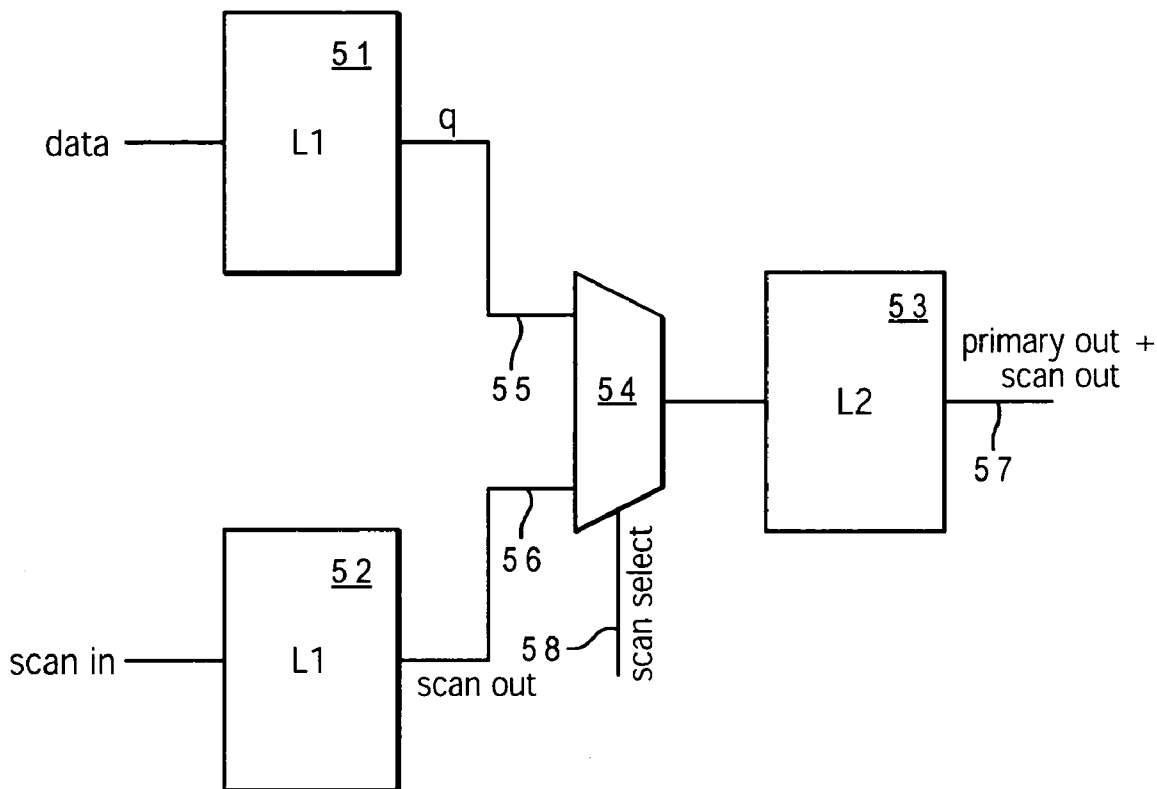 51
L1
data
q
55
54
53
L2
primary out +
scan out
57
56
scan select
58
52
L1
scan in
scan out